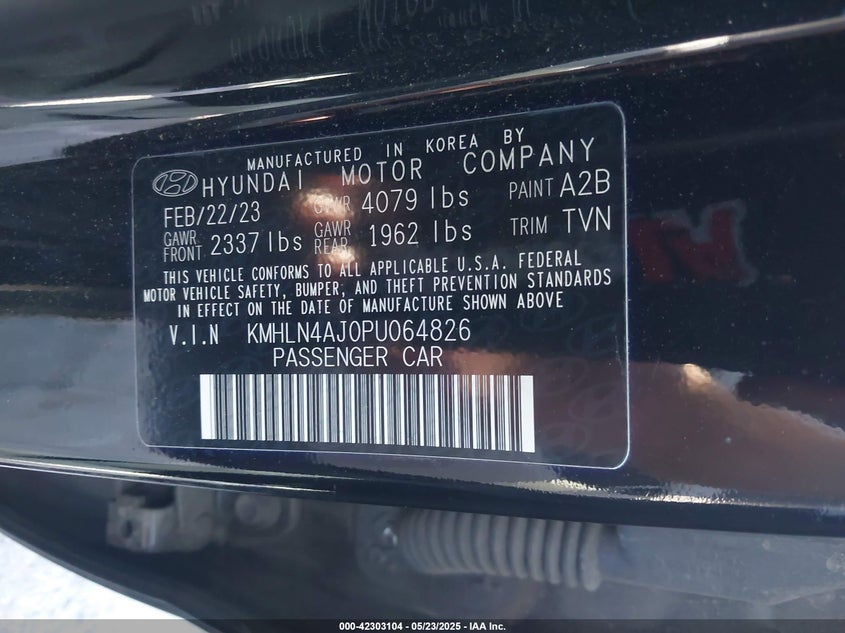 MANUFACTURED IN KOREA BY
HYUNDAI MOTOR COMPANY
FEB/22/23 GVWR 4079 lbs PAINT A2B
GAWR FRONT 2337 lbs GAWR REAR 1962 lbs TRIM TVN
THIS VEHICLE CONFORMS TO ALL APPLICABLE U.S.A. FEDERAL
MOTOR VEHICLE SAFETY, BUMPER, AND THEFT PREVENTION STANDARDS
IN EFFECT ON THE DATE OF MANUFACTURE SHOWN ABOVE
V.I.N KMHLN4AJ0PU064826
PASSENGER CAR
000-42303104 - 05/23/2025 - IAA Inc.